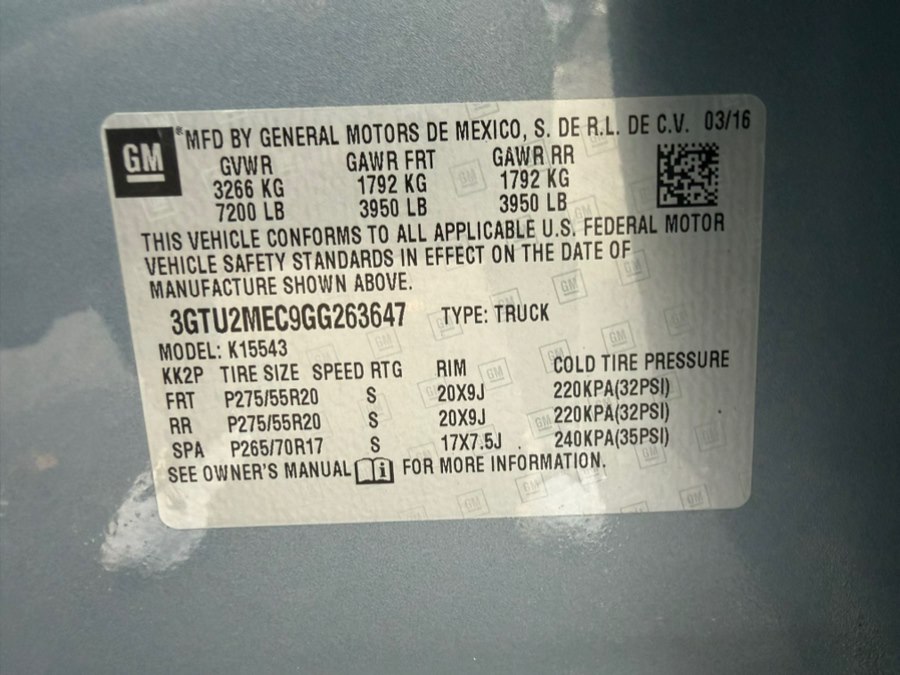 GM ®MFD BY GENERAL MOTORS DE MEXICO, S. DE R.L. DE C.V. 03/16
GVWR GAWR FRT GAWR RR
3266 KG 1792 KG 1792 KG
7200 LB 3950 LB 3950 LB
THIS VEHICLE CONFORMS TO ALL APPLICABLE U.S. FEDERAL MOTOR
VEHICLE SAFETY STANDARDS IN EFFECT ON THE DATE OF
MANUFACTURE SHOWN ABOVE.
3GTU2MEC9GG263647 TYPE: TRUCK
MODEL: K15543
KK2P TIRE SIZE SPEED RTG RIM COLD TIRE PRESSURE
FRT P275/55R20 S 20X9J 220KPA(32PSI)
RR P275/55R20 S 20X9J 220KPA(32PSI)
SPA P265/70R17 S 17X7.5J 240KPA(35PSI)
SEE OWNER'S MANUAL i FOR MORE INFORMATION.